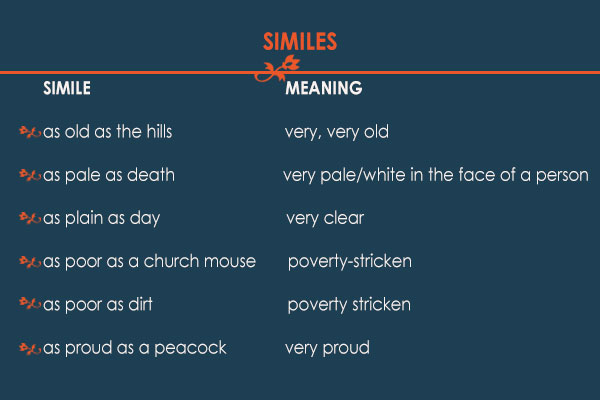 SIMILES
SIMILE MEANING
as old as the hills very, very old
as pale as death very pale/white in the face of a person
as plain as day very clear
as poor as a church mouse poverty-stricken
as poor as dirt poverty stricken
as proud as a peacock very proud